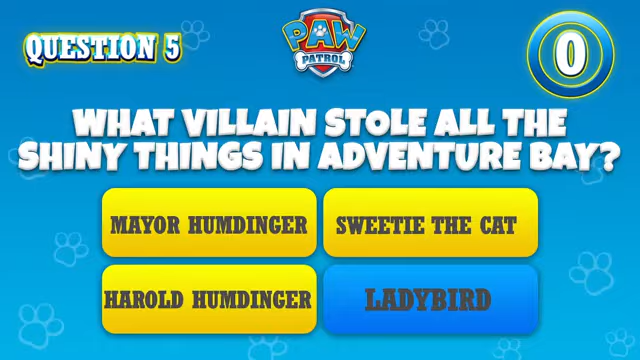 QUESTION 5
PAW
PATROL
0
WHAT VILLAIN STOLE ALL THE
SHINY THINGS IN ADVENTURE BAY?
MAYOR HUMDINGER
SWEETIE THE CAT
HAROLD HUMDINGER
LADYBIRD